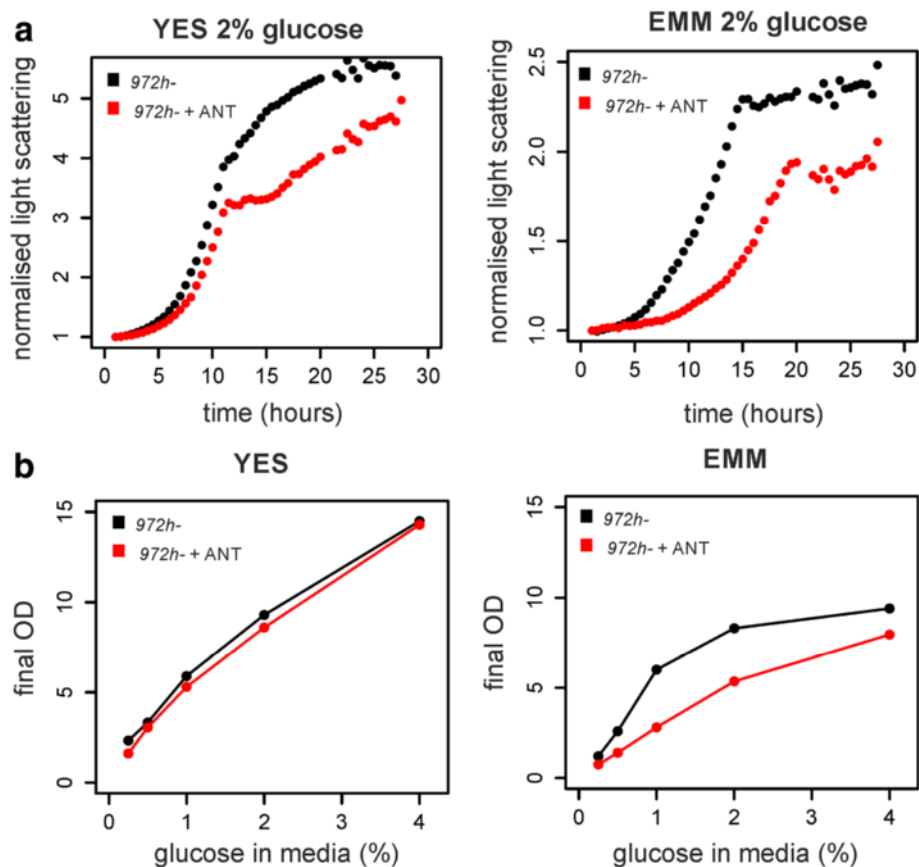 a
YES 2% glucose
EMM 2% glucose
972h-
972h- + ANT
normalised light scattering
1 2 3 4 5
0 5 10 15 20 25 30
time (hours)
972h-
972h- + ANT
normalised light scattering
1.0 1.5 2.0 2.5
0 5 10 15 20 25 30
time (hours)
b
YES
EMM
972h-
972h- + ANT
final OD
0 5 10 15
0 1 2 3 4
glucose in media (%)
972h-
972h- + ANT
final OD
0 5 10 15
0 1 2 3 4
glucose in media (%)